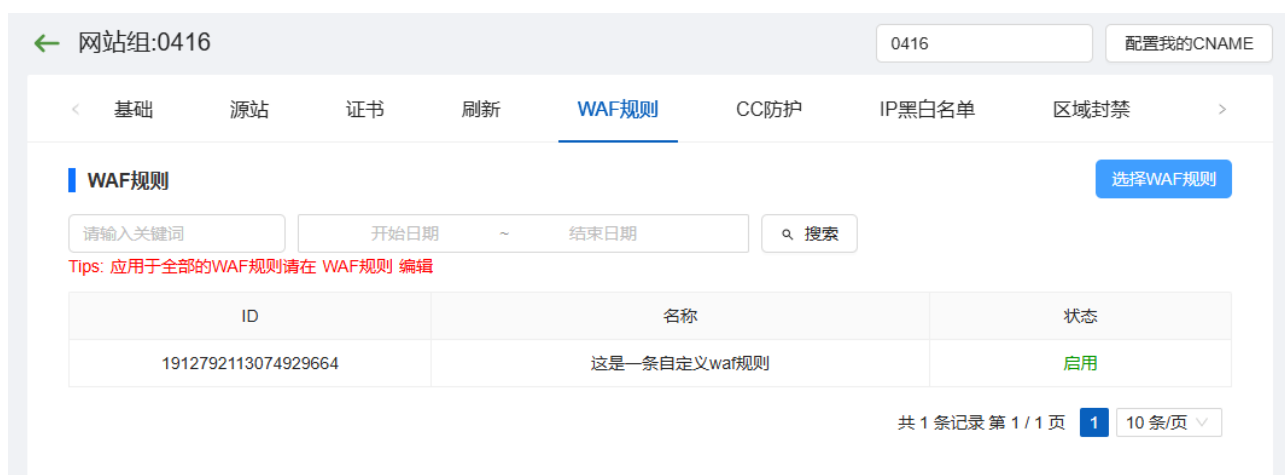 网站组:0416 0416 配置我的CNAME
基础 源站 证书 刷新 WAF规则 CC防护 IP黑白名单 区域封禁
WAF规则 选择WAF规则
请输入关键词 开始日期 ~ 结束日期 搜索
Tips: 应用于全部的WAF规则请在 WAF规则 编辑
ID 名称 状态
1912792113074929664 这是一条自定义waf规则 启用
共 1 条记录 第 1 / 1 页 1 10 条/页